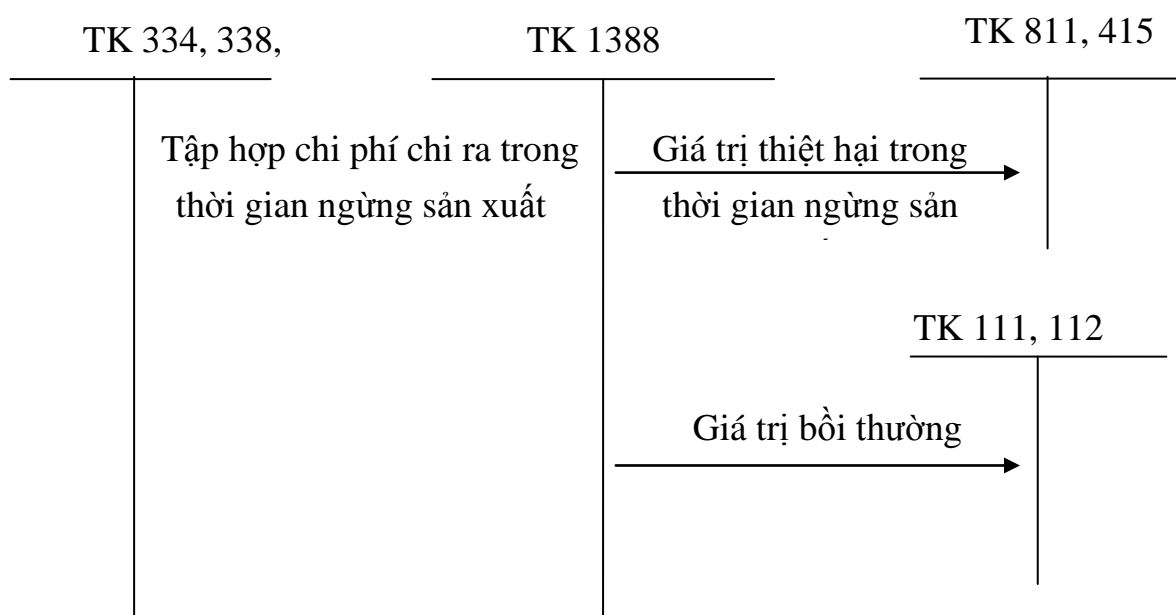 TK 334, 338,
TK 1388
TK 811, 415
Tập hợp chi phí chi ra trong
thời gian ngừng sản xuất
Giá trị thiệt hại trong
thời gian ngừng sản
TK 111, 112
Giá trị bồi thường